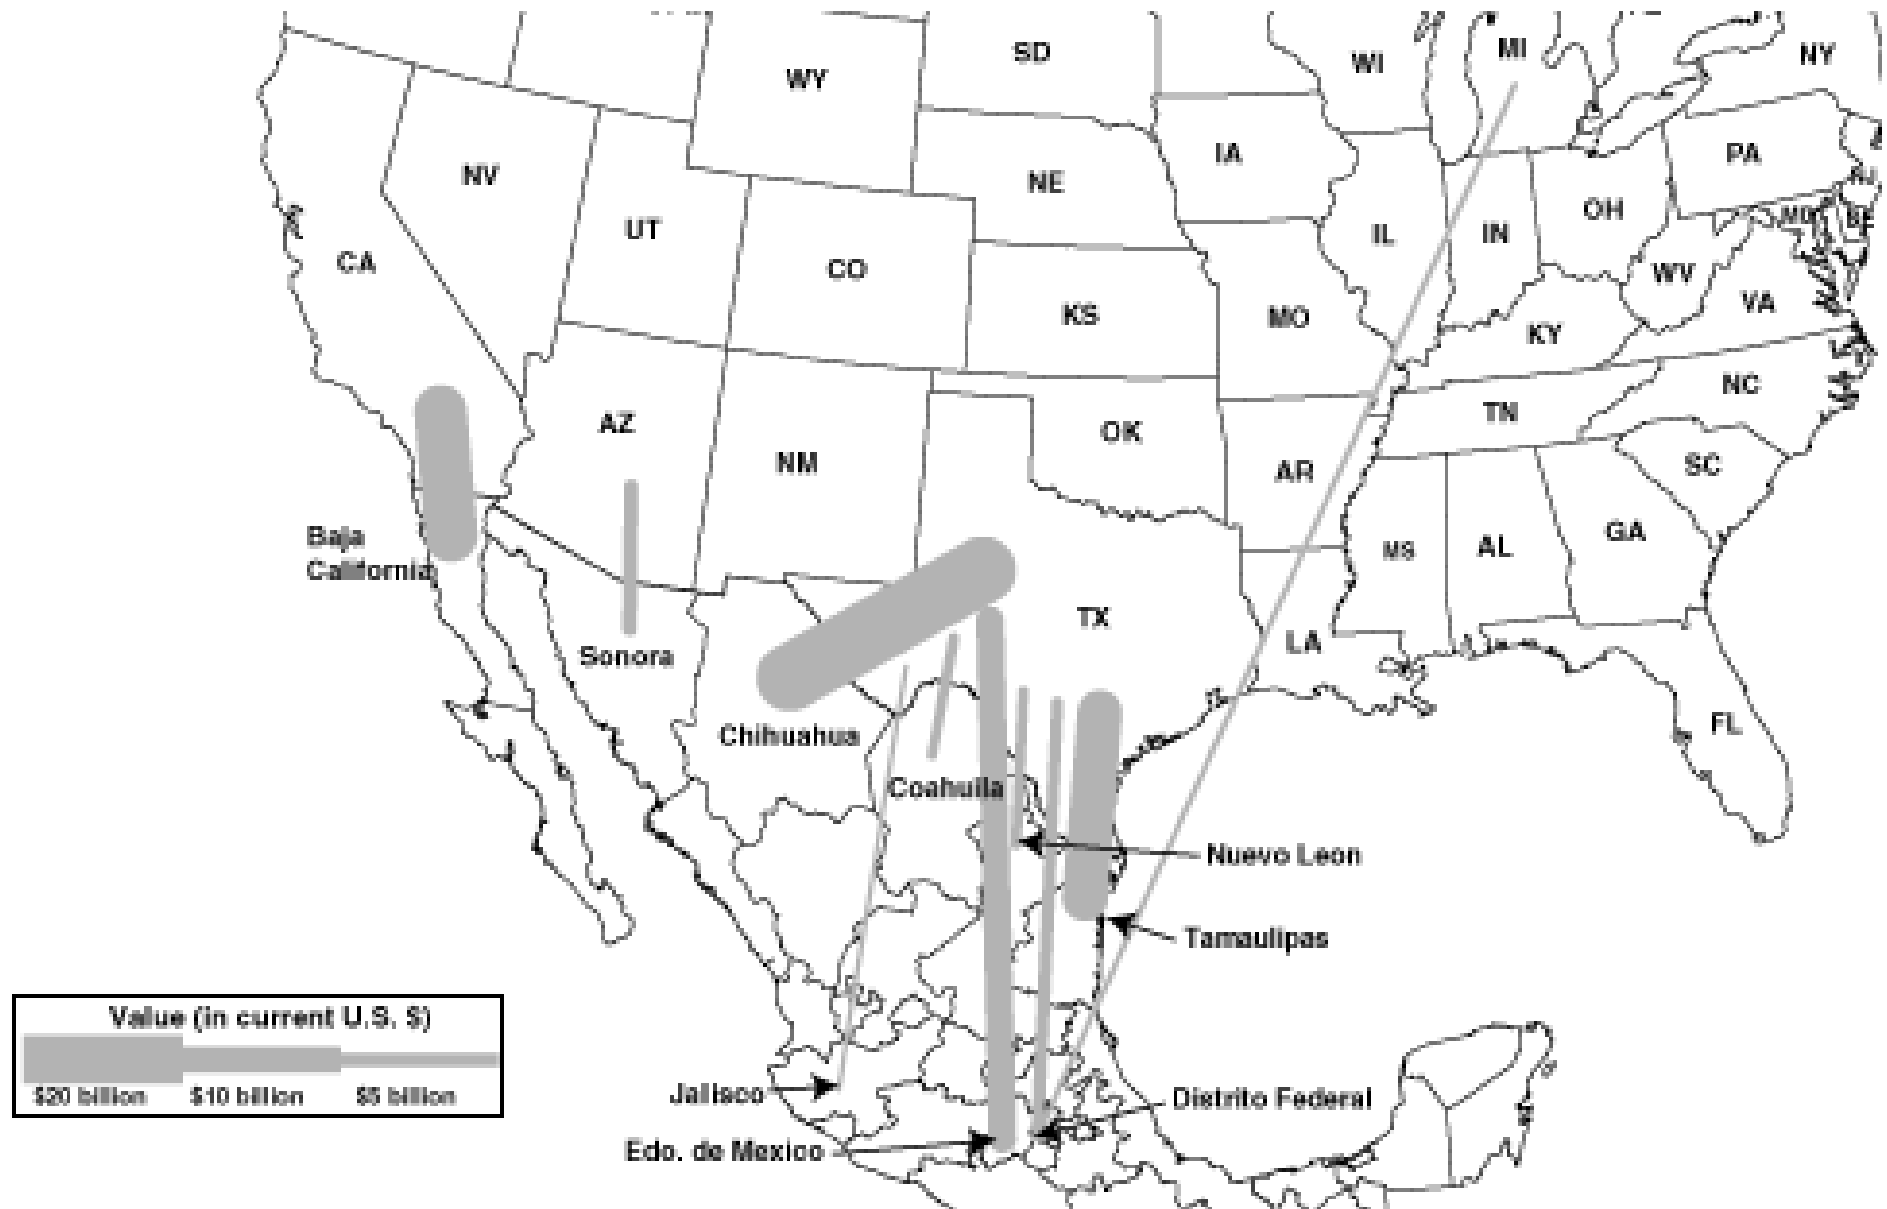 SD
WI
MI
NY
WY
IA
PA
NE
NV
OH
UT
IL
IN
CO
CA
WV
VA
KS
MO
KY
NC
TN
AZ
OK
NM
AR
SC
GA
AL
MS
Baja
California
TX
LA
Sonora
FL
Chihuahua
Coahuila
Nuevo Leon
Tamaulipas
Value (in current U.S. $)
$20 billion $10 billion $5 billion
Jalisco
Distrito Federal
Edo. de Mexico